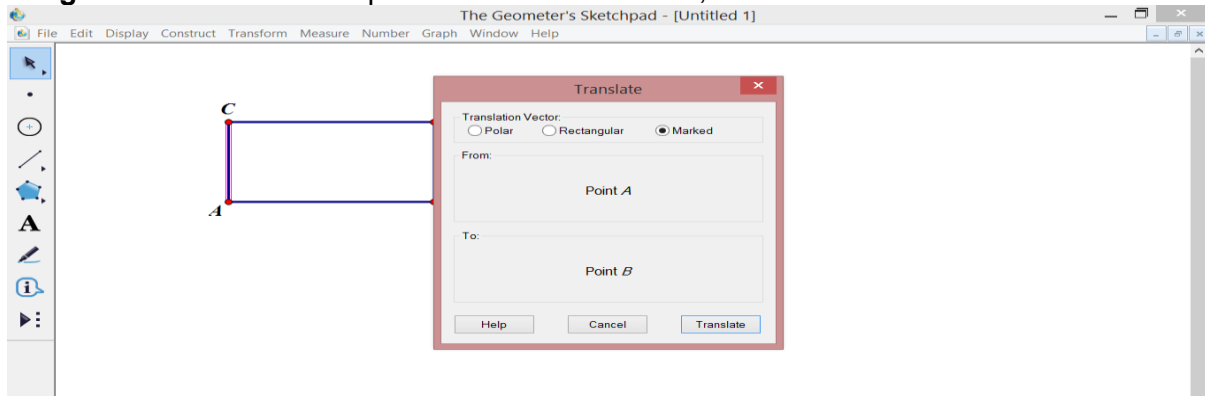 The Geometer's Sketchpad - [Untitled 1]
File Edit Display Construct Transform Measure Number Graph Window Help
Translate
C
Translation Vector:
Polar Rectangular Marked
From:
Point A
A
A
To:
Point B
Help Cancel Translate